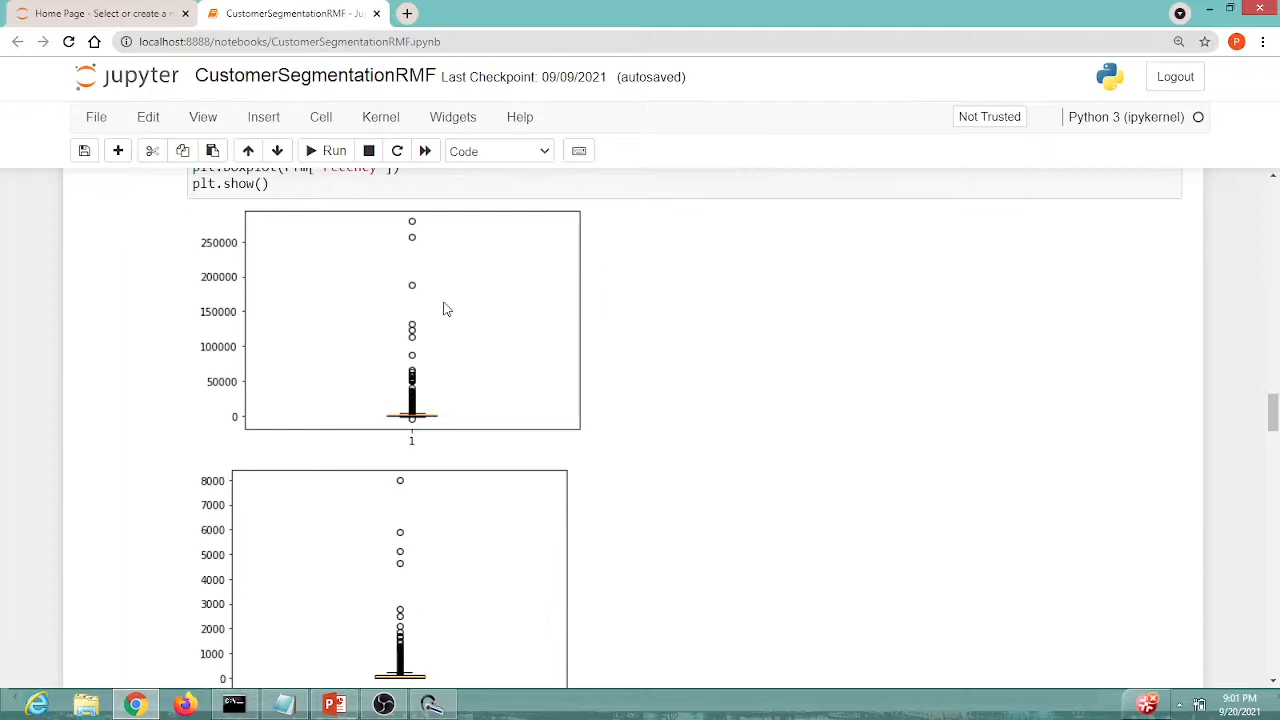 Home Page - Select or create a n
CustomerSegmentationRMF - Ju
localhost:8888/notebooks/CustomerSegmentationRMF.ipynb
P
jupyter CustomerSegmentationRMF Last Checkpoint: 09/09/2021 (autosaved)
Logout
File Edit View Insert Cell Kernel Widgets Help
Not Trusted
Python 3 (ipykernel)
Run
Code
plt.show()
250000
200000
150000
100000
50000
0
1
8000
7000
6000
5000
4000
3000
2000
1000
0
9:01 PM
9/20/2021